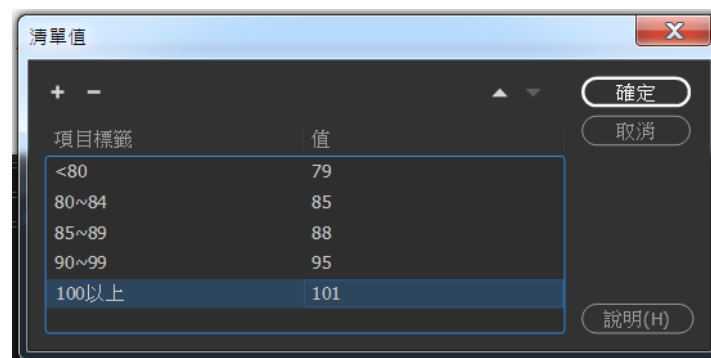 清單值
確定
項目標籤 值
取消
<80 79
80~84 85
85~89 88
90~99 95
100以上 101
說明(H)